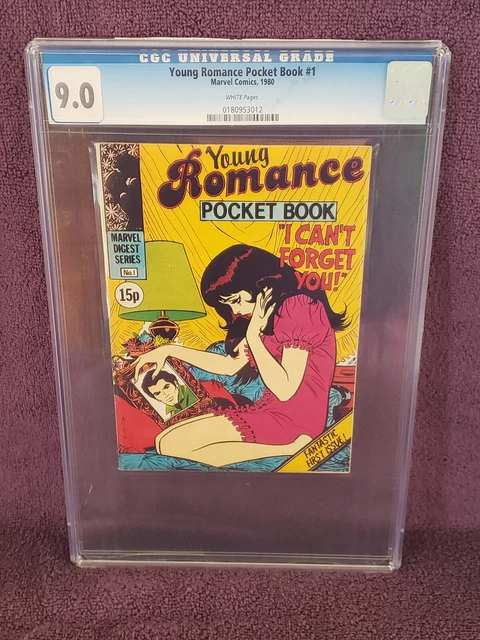 CGC UNIVERSAL GRADE
9.0
Young Romance Pocket Book #1
Marvel Comics, 1980
WHITE Pages
0180953012
Young
Romance
POCKET BOOK
"I CAN'T
FORGET
YOU!"
MARVEL
DIGEST
SERIES
No.1
15p
FANTASTIC
FIRST ISSUE!